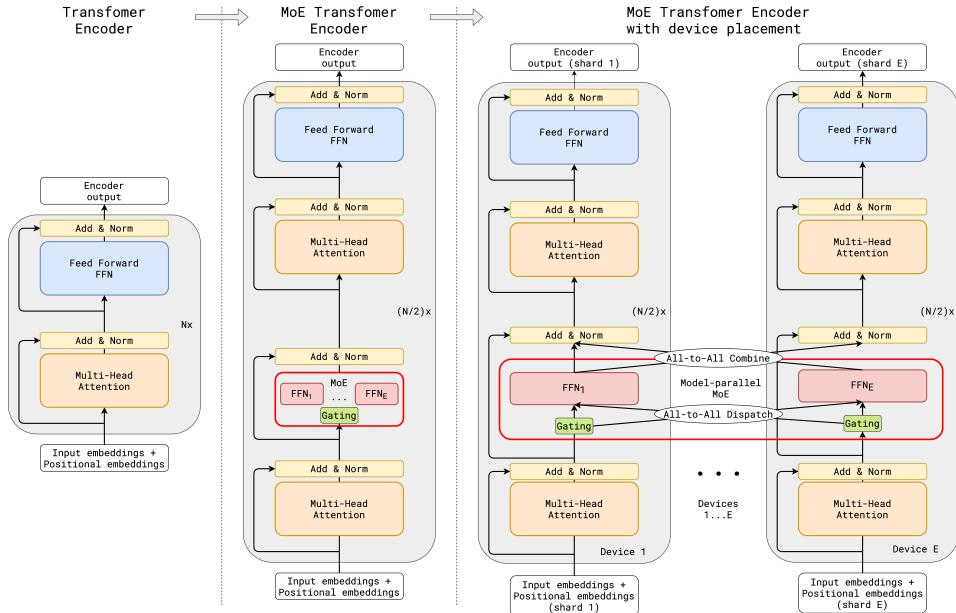 Transfomer
Encoder
Encoder
output
Add & Norm
Feed Forward
FFN
Nx
Add & Norm
Multi-Head
Attention
Input embeddings +
Positional embeddings
MoE Transfomer
Encoder
Encoder
output
Add & Norm
Feed Forward
FFN
Add & Norm
Multi-Head
Attention
(N/2)x
Add & Norm
MoE
FFN1 ... FFNE
Gating
Add & Norm
Multi-Head
Attention
Input embeddings +
Positional embeddings
MoE Transfomer Encoder
with device placement
Encoder
output (shard 1)
Add & Norm
Feed Forward
FFN
Add & Norm
Multi-Head
Attention
(N/2)x
Add & Norm
FFN1
Gating
Add & Norm
Multi-Head
Attention
Device 1
Input embeddings +
Positional embeddings
(shard 1)
All-to-All Combine
Model-parallel
MoE
All-to-All Dispatch
Devices
1...E
Encoder
output (shard E)
Add & Norm
Feed Forward
FFN
Add & Norm
Multi-Head
Attention
(N/2)x
Add & Norm
FFNE
Gating
Add & Norm
Multi-Head
Attention
Device E
Input embeddings +
Positional embeddings
(shard E)